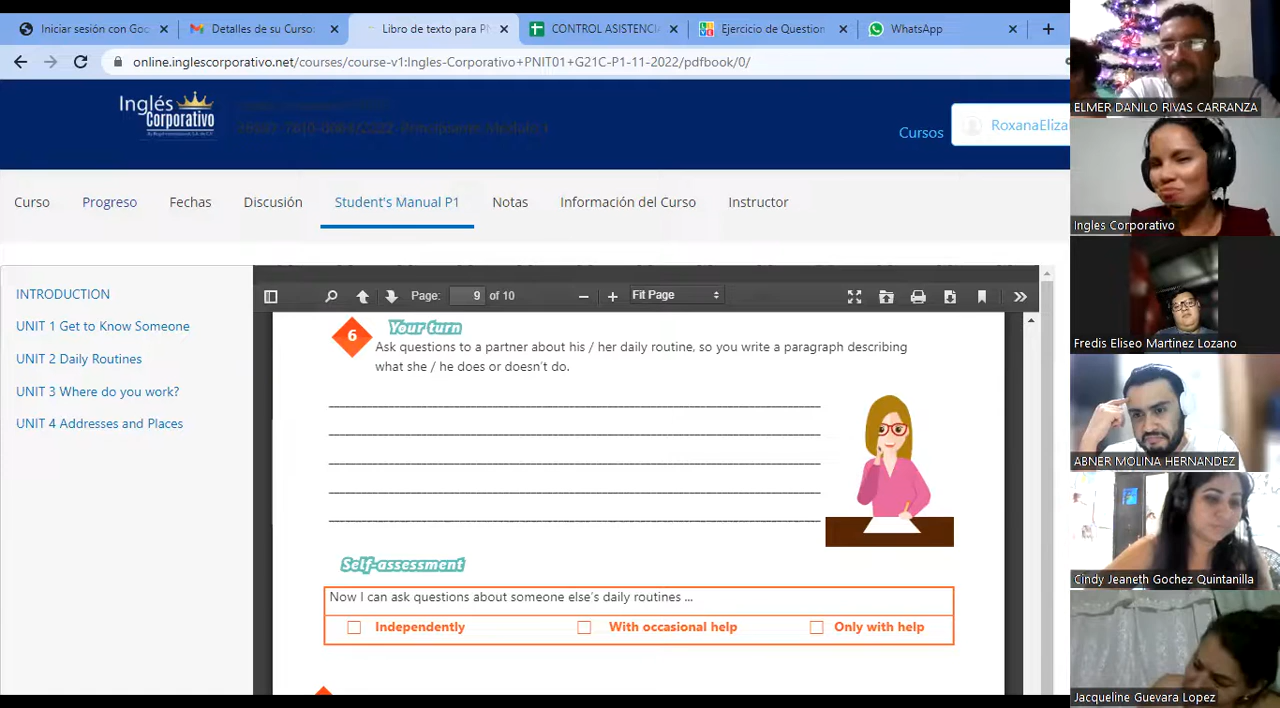 Iniciar sesión con Goc
Detalles de su Curso:
Libro de texto para PN
CONTROL ASISTENCI
Ejercicio de Question
WhatsApp
online.inglescorporativo.net/courses/course-v1:Ingles-Corporativo+PNIT01+G21C-P1-11-2022/pdfbook/0/
Inglés
Corporativo
Cursos
RoxanaEliza
Curso
Progreso
Fechas
Discusión
Student's Manual P1
Notas
Información del Curso
Instructor
INTRODUCTION
UNIT 1 Get to Know Someone
UNIT 2 Daily Routines
UNIT 3 Where do you work?
UNIT 4 Addresses and Places
Page: 9 of 10
Fit Page
6 Your turn
Ask questions to a partner about his / her daily routine, so you write a paragraph describing
what she / he does or doesn't do.
Self-assessment
Now I can ask questions about someone else's daily routines ...
Independently
With occasional help
Only with help
ELMER DANILO RIVAS CARRANZA
Ingles Corporativo
Fredis Eliseo Martinez Lozano
ABNER MOLINA HERNANDEZ
Cindy Jeaneth Gochez Quintanilla
Jacqueline Guevara Lopez